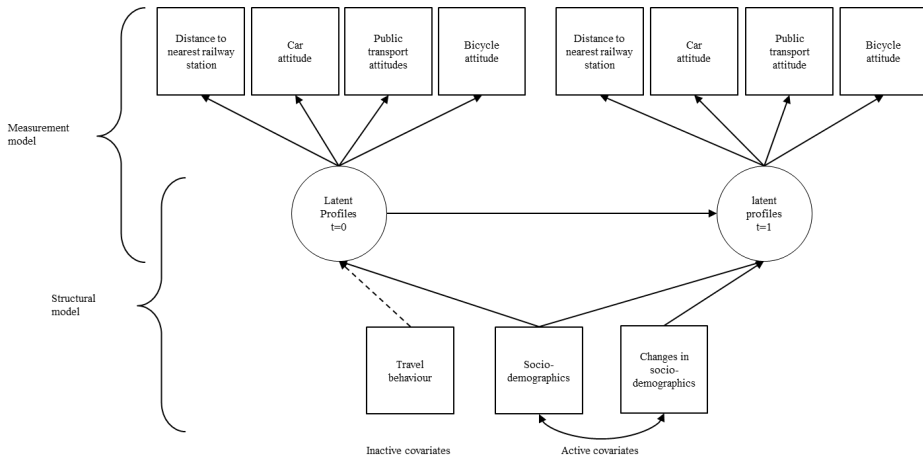 Distance to
nearest railway
station
Car
attitude
Public
transport
attitudes
Bicycle
attitude
Distance to
nearest railway
station
Car
attitude
Public
transport
attitude
Bicycle
attitude
Measurement
model
Latent
Profiles
t=0
latent
profiles
t=1
Structural
model
Travel
behaviour
Socio-
demographics
Changes in
socio-
demographics
Inactive covariates
Active covariates